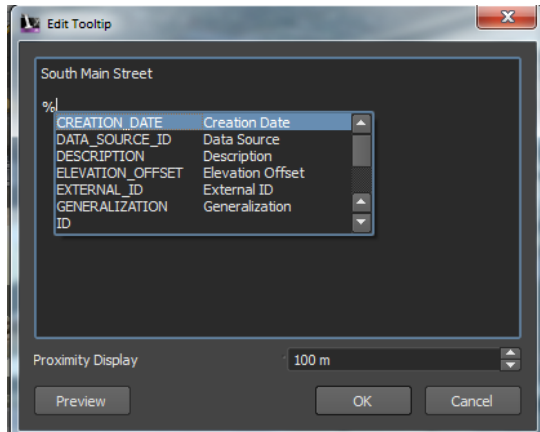 Edit Tooltip
South Main Street
%
CREATION_DATE Creation Date
DATA_SOURCE_ID Data Source
DESCRIPTION Description
ELEVATION_OFFSET Elevation Offset
EXTERNAL_ID External ID
GENERALIZATION Generalization
ID
Proximity Display 100 m
Preview OK Cancel